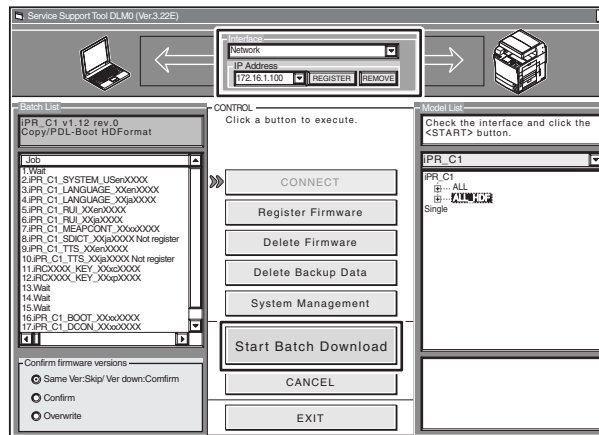 Service Support Tool DLM0 (Ver.3.22E)
Interface
Network
IP Address
172.16.1.100
REGISTER
REMOVE
Batch List
iPR_C1 v1.12 rev.0
Copy/PDL-Boot HDFormat
Job
1.Wait
2.iPR_C1_SYSTEM_USenXXXX
3.iPR_C1_LANGUAGE_XXenXXXX
4.iPR_C1_LANGUAGE_XXjaXXXX
5.iPR_C1_RUI_XXenXXXX
6.iPR_C1_RUI_XXjaXXXX
7.iPR_C1_MEAPCONT_XXxxXXXX
8.iPR_C1_SDICT_XXjaXXXX Not register
9.iPR_C1_TTS_XXenXXXX
10.iPR_C1_TTS_XXjaXXXX Not register
11.iRCXXXX_KEY_XXxcXXXX
12.iRCXXXX_KEY_XXxpXXXX
13.Wait
14.Wait
15.Wait
16.iPR_C1_BOOT_XXxxXXXX
17.iPR_C1_DCON_XXxxXXXX
Confirm firmware versions
Same Ver:Skip/ Ver down:Comfirm
Confirm
Overwrite
CONTROL
Click a button to execute.
CONNECT
Register Firmware
Delete Firmware
Delete Backup Data
System Management
Start Batch Download
CANCEL
EXIT
Model List
Check the interface and click the
<START> button.
iPR_C1
iPR_C1
ALL
ALL_HDF
Single